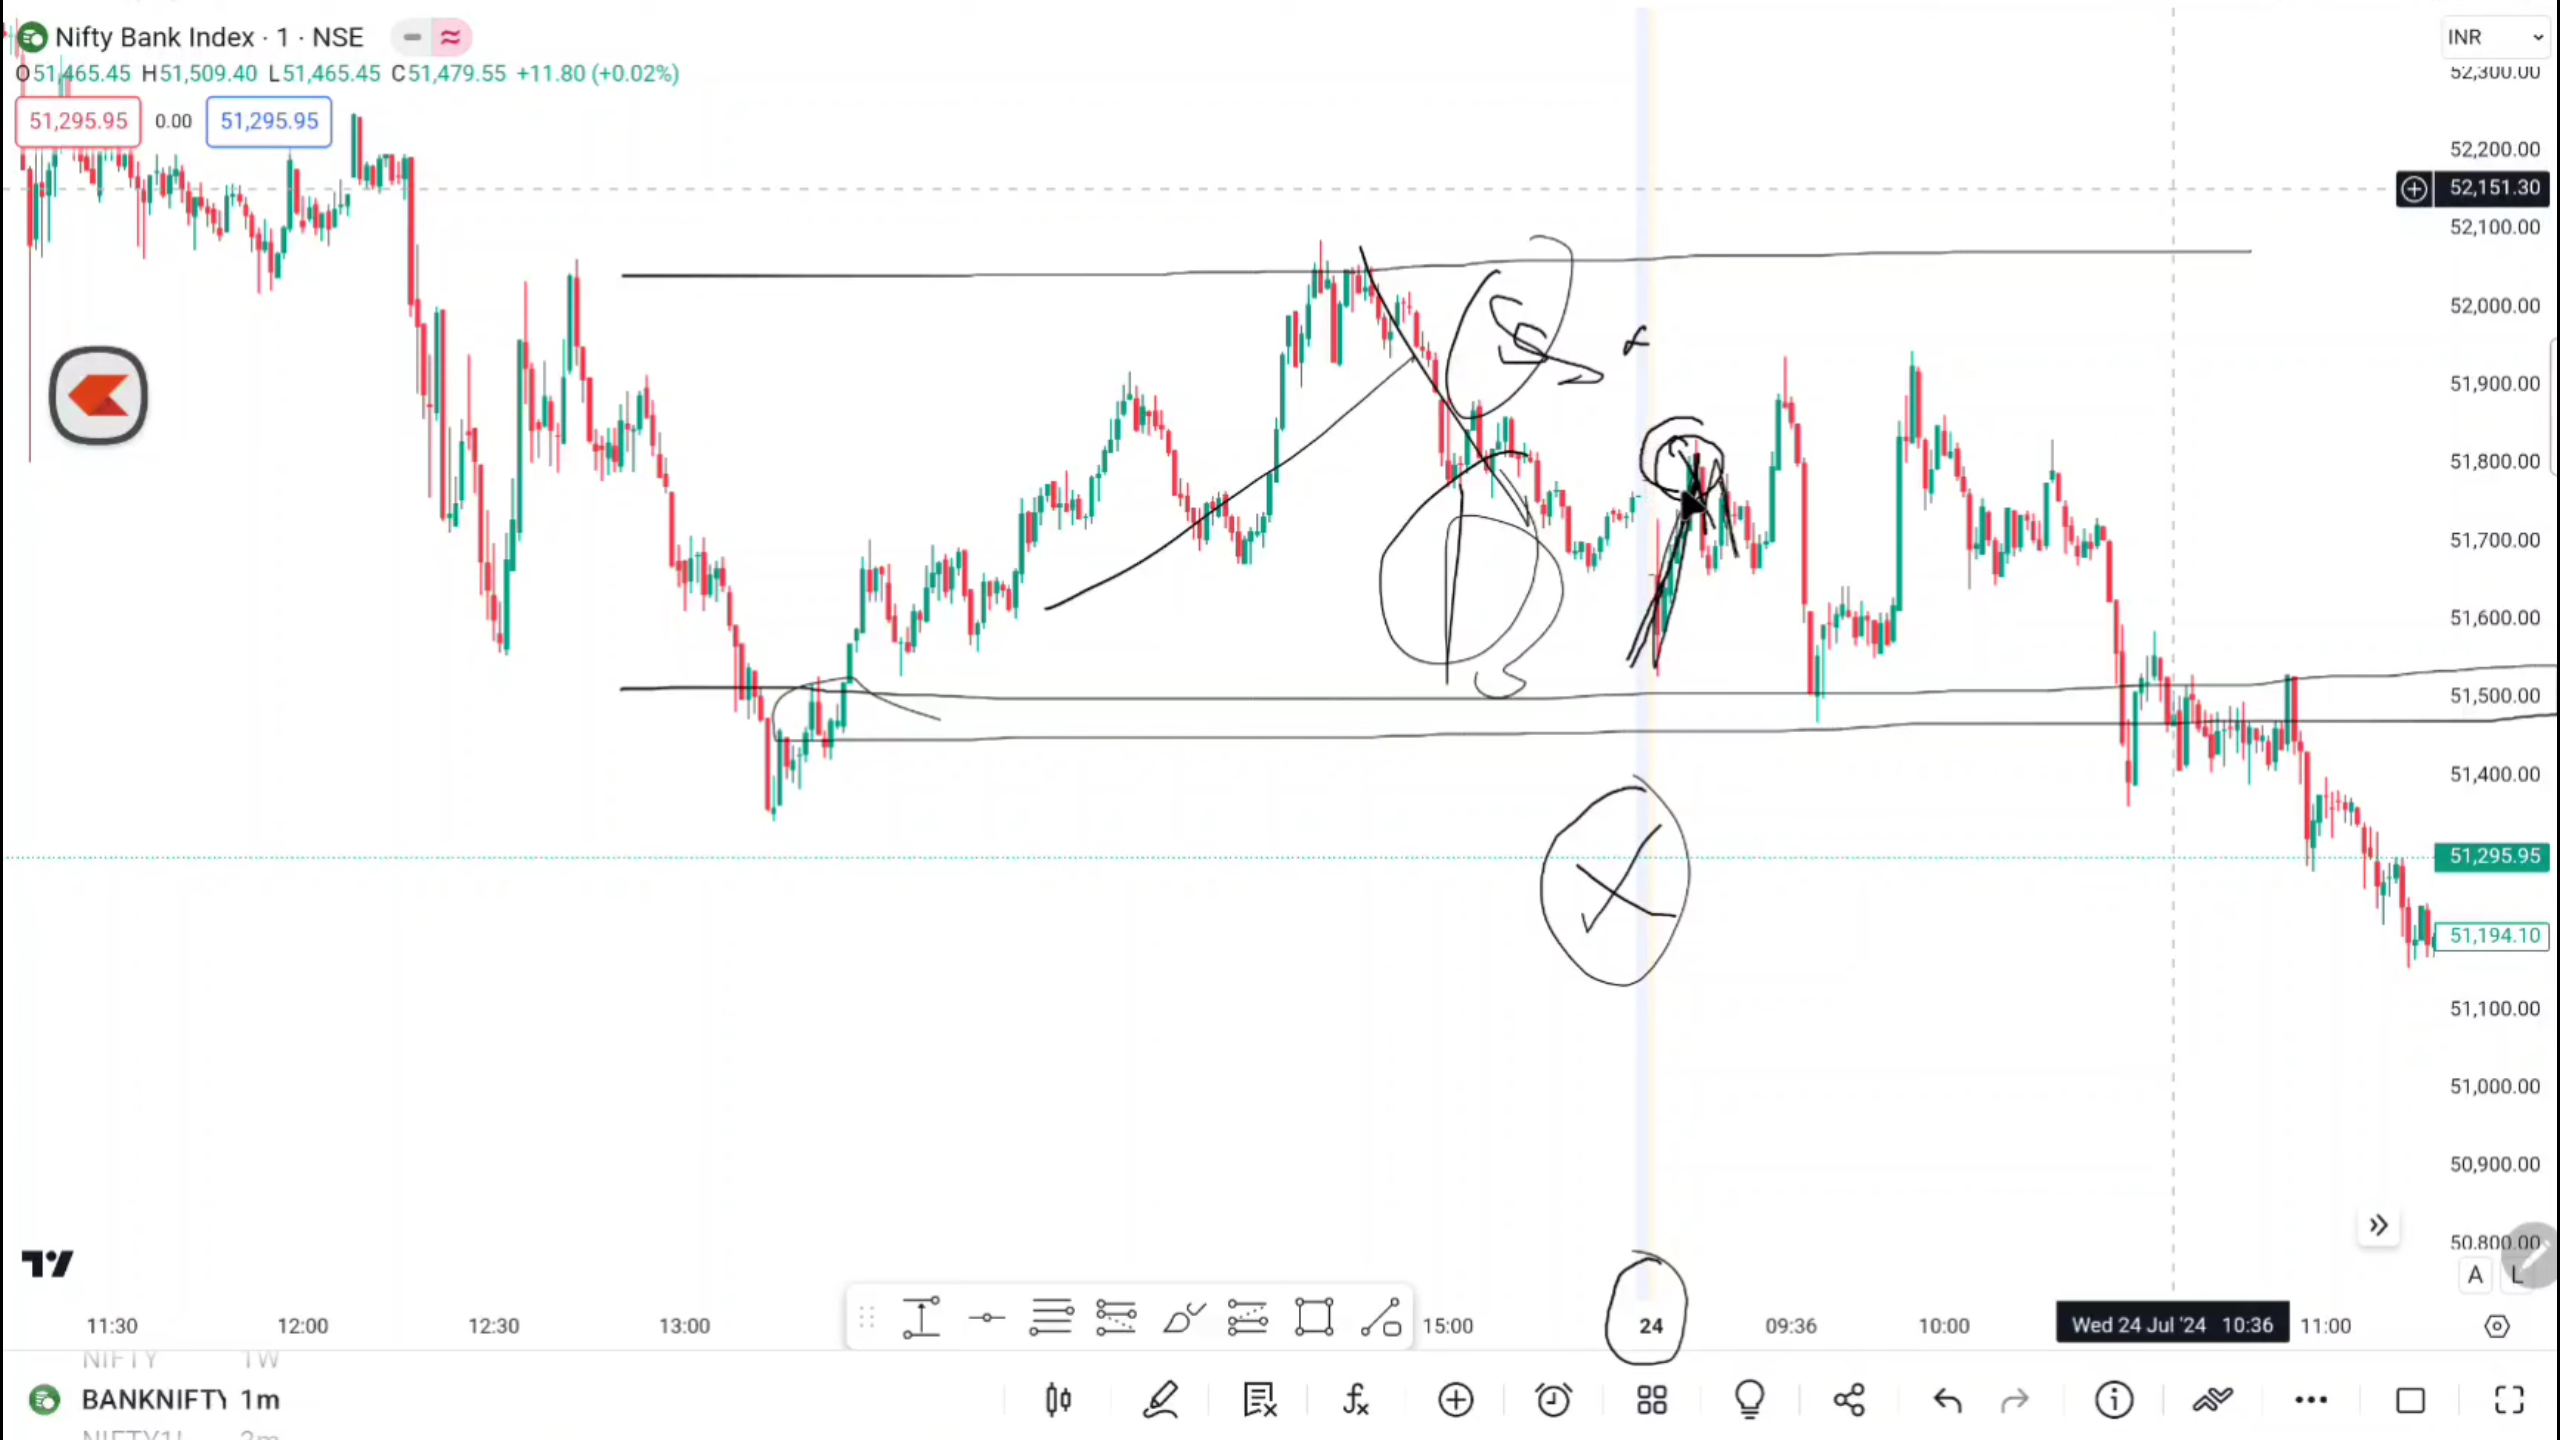 Nifty Bank Index · 1 · NSE
O51,465.45 H51,509.40 L51,465.45 C51,479.55 +11.80 (+0.02%)
51,295.95 0.00 51,295.95
INR
52,300.00
52,200.00
52,151.30
52,100.00
52,000.00
51,900.00
51,800.00
51,700.00
51,600.00
51,500.00
51,400.00
51,295.95
51,194.10
51,100.00
51,000.00
50,900.00
50,800.00
A L
11:30 12:00 12:30 13:00 15:00 24 09:36 10:00 Wed 24 Jul '24 10:36 11:00
NIFTY 1W
BANKNIFTY 1m